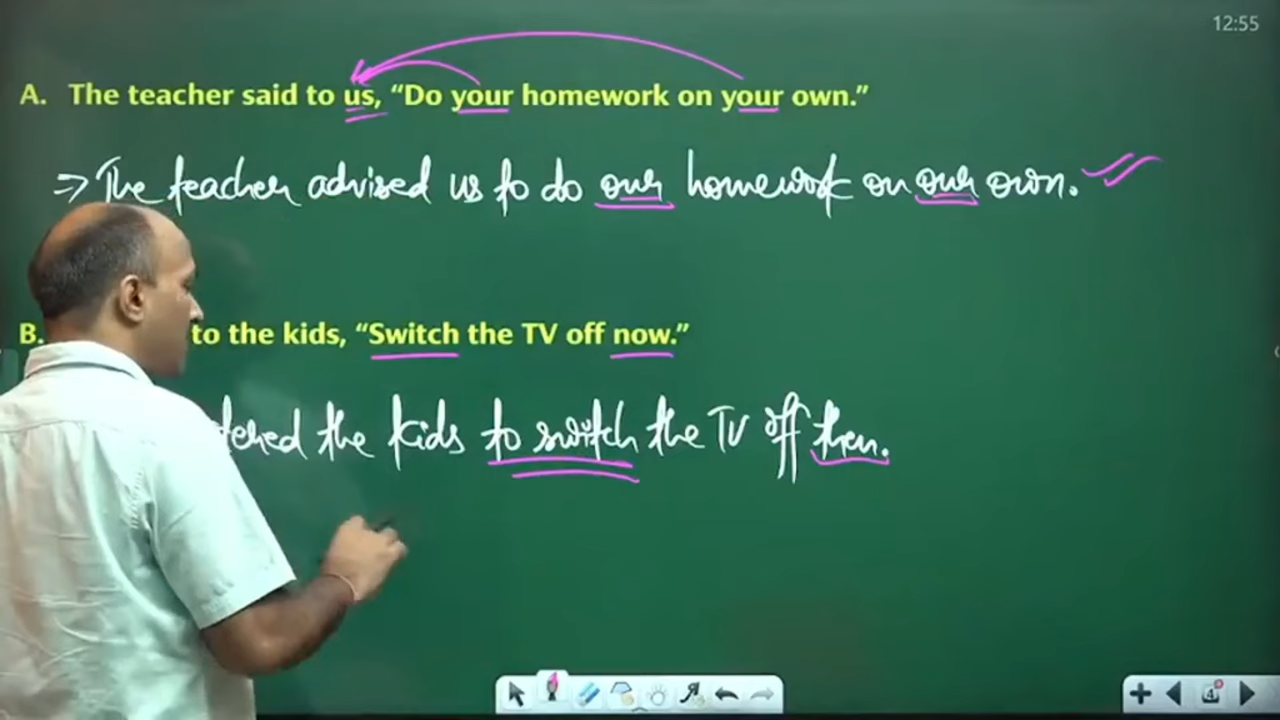 12:55
A. The teacher said to us, “Do your homework on your own.”
⇒ The teacher advised us to do our homework on our own.
B. to the kids, “Switch the TV off now.”
the kids to switch the TV off then.
4